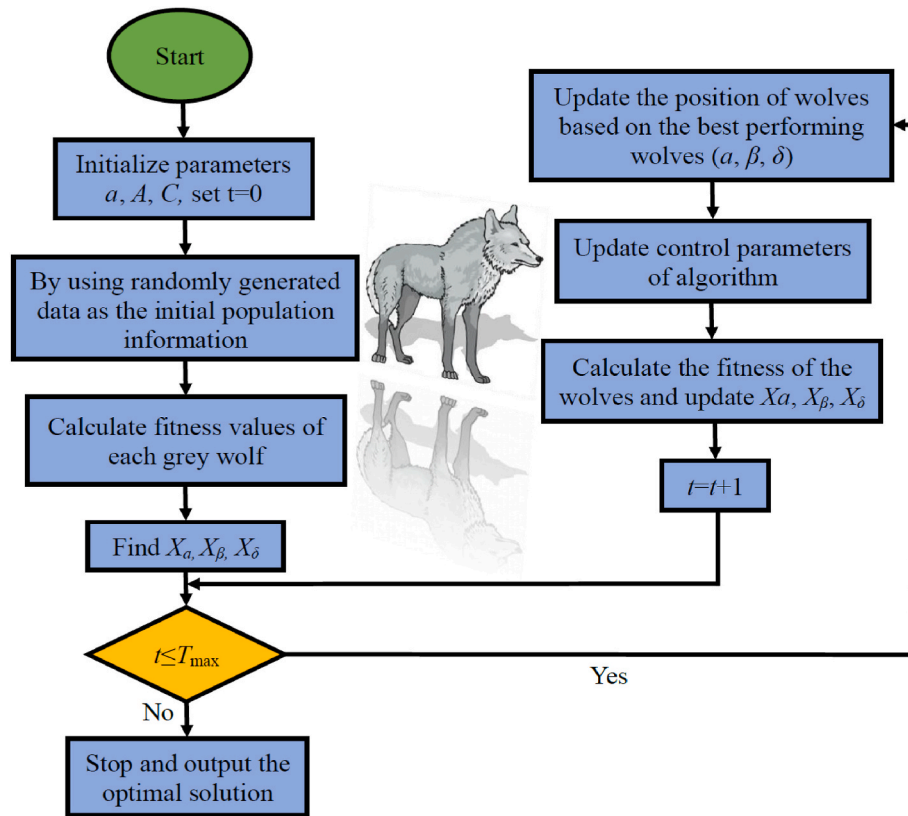 Start
Initialize parameters
a, A, C, set t=0
By using randomly generated
data as the initial population
information
Calculate fitness values of
each grey wolf
Find Xₐ, Xᵦ, X_δ
t≤Tmax
No
Stop and output the
optimal solution
Yes
Update the position of wolves
based on the best performing
wolves (a, β, δ)
Update control parameters
of algorithm
Calculate the fitness of the
wolves and update Xa, Xᵦ, X_δ
t=t+1